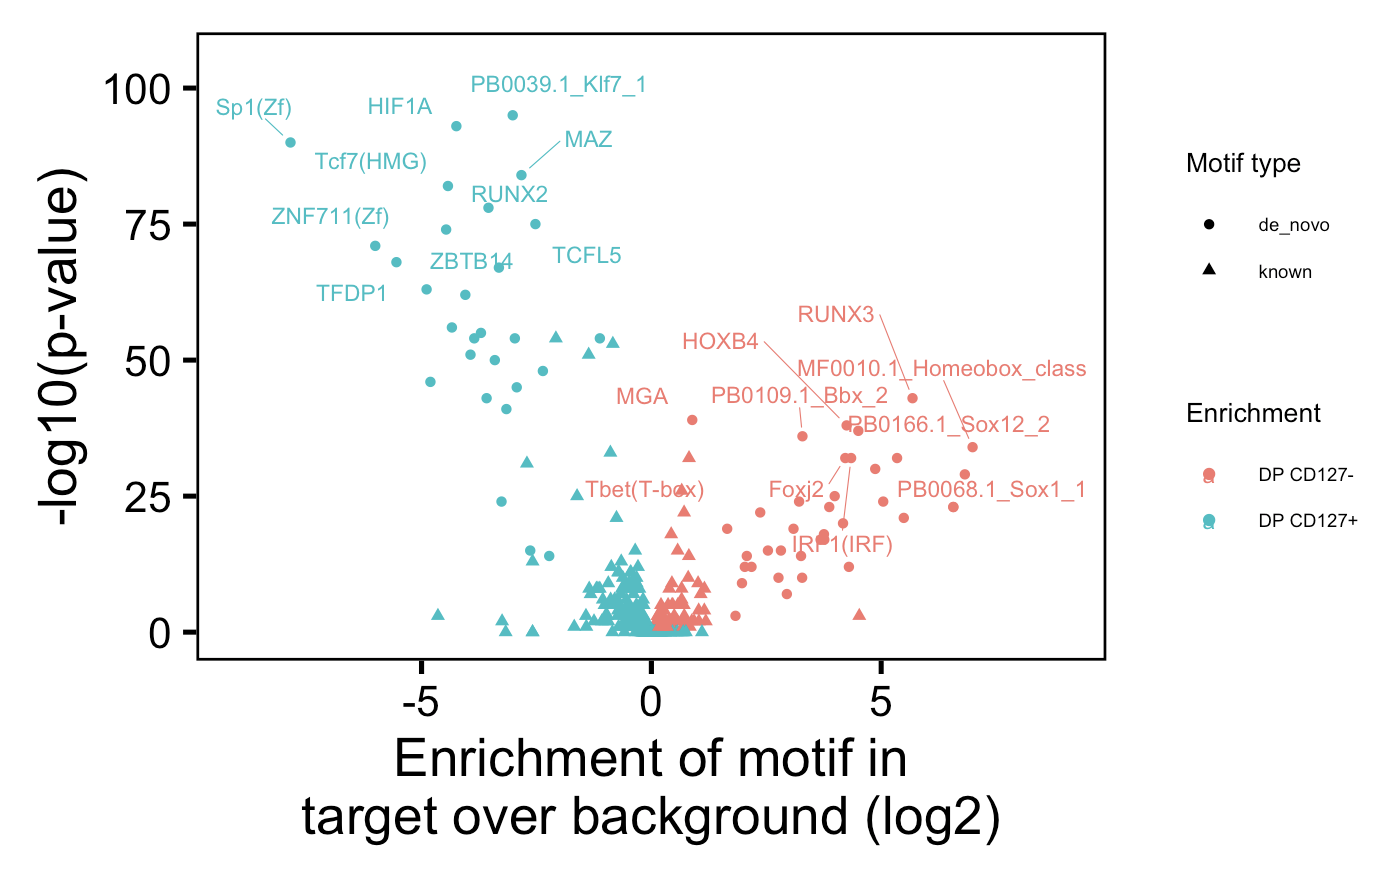 PB0039.1_Klf7_1
Sp1(Zf)
HIF1A
MAZ
Tcf7(HMG)
RUNX2
ZNF711(Zf)
ZBTB14
TCFL5
TFDP1
RUNX3
HOXB4
MF0010.1_Homeobox_class
MGA
PB0109.1_Bbx_2
PB0166.1_Sox12_2
Tbet(T-box)
Foxj2
PB0068.1_Sox1_1
IRF1(IRF)
100
75
50
25
0
-log10(p-value)
-5
0
5
Enrichment of motif in
target over background (log2)
Motif type
de_novo
known
Enrichment
a
DP CD127-
a
DP CD127+